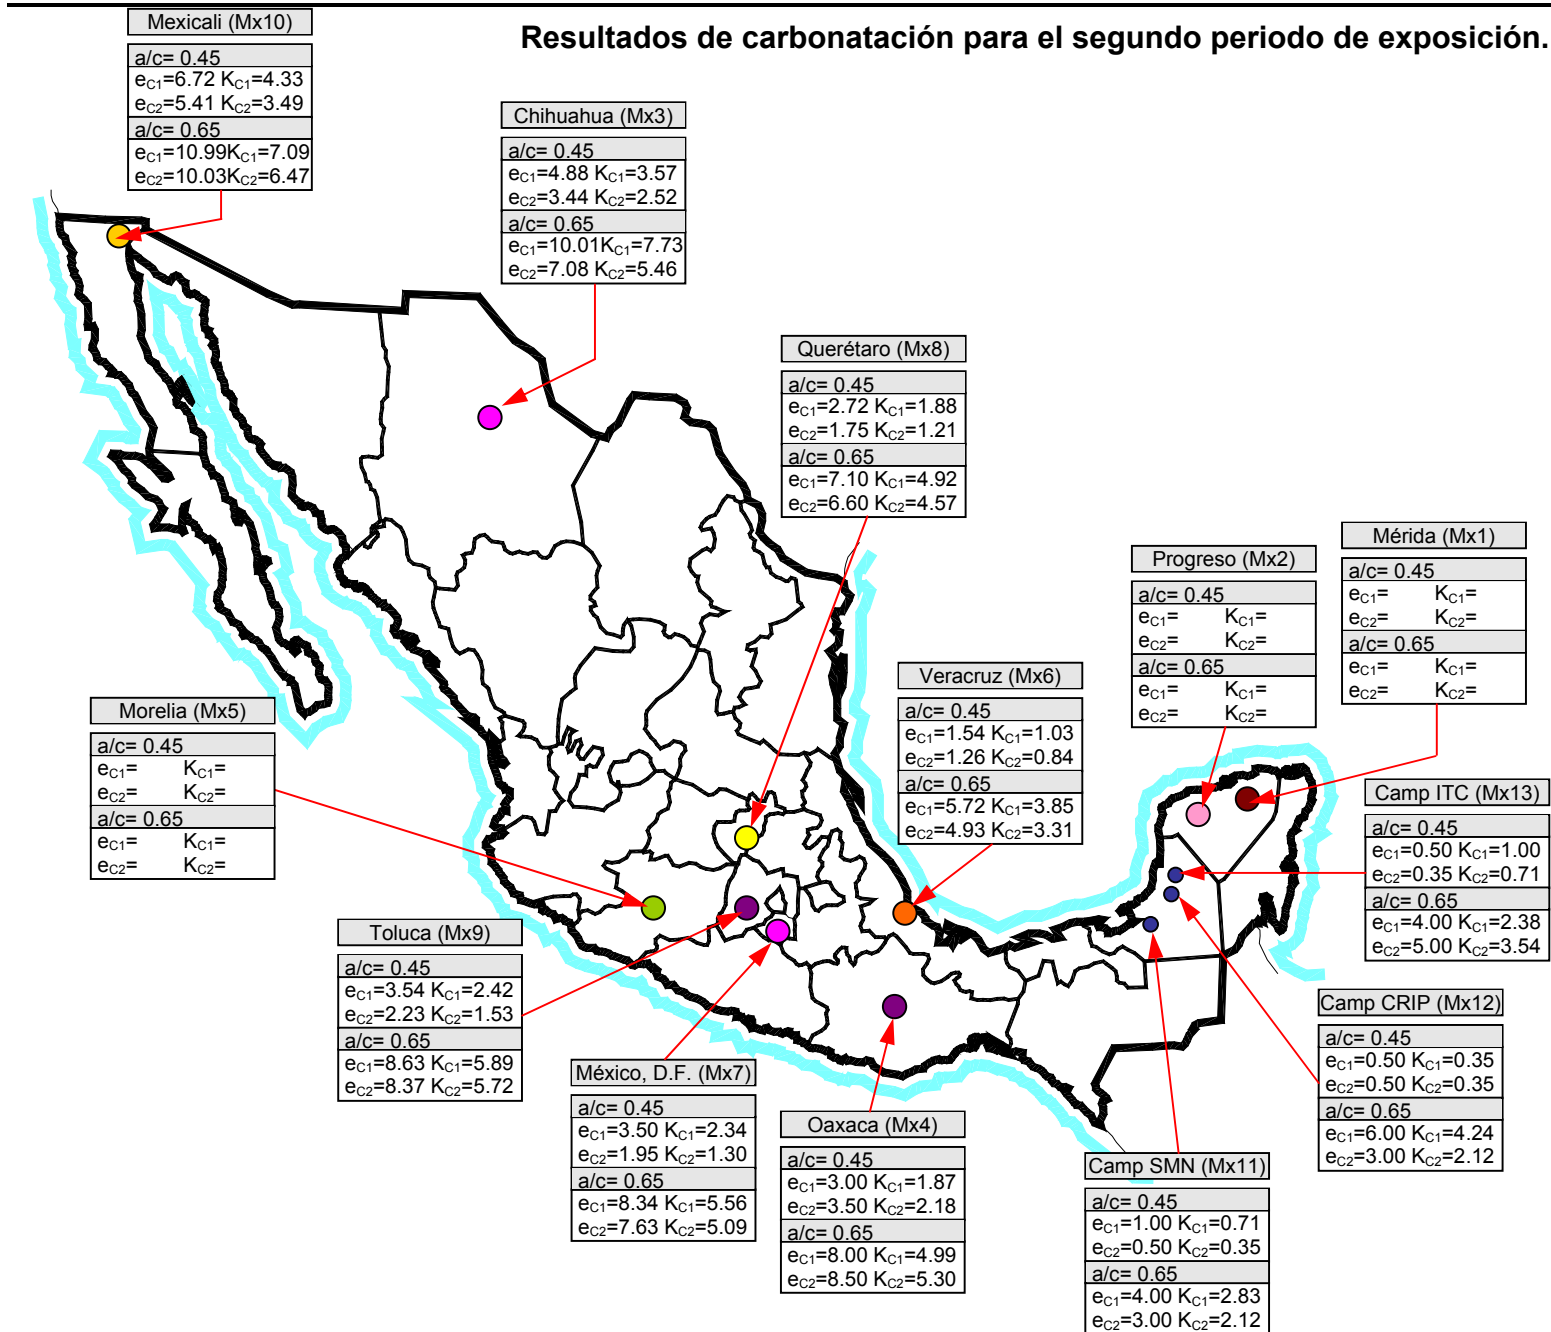 Resultados de carbonatación para el segundo periodo de exposición.
Mexicali (Mx10)
a/c= 0.45
eC1=6.72 KC1=4.33
eC2=5.41 KC2=3.49
a/c= 0.65
eC1=10.99KC1=7.09
eC2=10.03KC2=6.47
Chihuahua (Mx3)
a/c= 0.45
eC1=4.88 KC1=3.57
eC2=3.44 KC2=2.52
a/c= 0.65
eC1=10.01KC1=7.73
eC2=7.08 KC2=5.46
Querétaro (Mx8)
a/c= 0.45
eC1=2.72 KC1=1.88
eC2=1.75 KC2=1.21
a/c= 0.65
eC1=7.10 KC1=4.92
eC2=6.60 KC2=4.57
Mérida (Mx1)
a/c= 0.45
eC1= KC1=
eC2= KC2=
a/c= 0.65
eC1= KC1=
eC2= KC2=
Progreso (Mx2)
a/c= 0.45
eC1= KC1=
eC2= KC2=
a/c= 0.65
eC1= KC1=
eC2= KC2=
Veracruz (Mx6)
a/c= 0.45
eC1=1.54 KC1=1.03
eC2=1.26 KC2=0.84
a/c= 0.65
eC1=5.72 KC1=3.85
eC2=4.93 KC2=3.31
Morelia (Mx5)
a/c= 0.45
eC1= KC1=
eC2= KC2=
a/c= 0.65
eC1= KC1=
eC2= KC2=
Camp ITC (Mx13)
a/c= 0.45
eC1=0.50 KC1=1.00
eC2=0.35 KC2=0.71
a/c= 0.65
eC1=4.00 KC1=2.38
eC2=5.00 KC2=3.54
Toluca (Mx9)
a/c= 0.45
eC1=3.54 KC1=2.42
eC2=2.23 KC2=1.53
a/c= 0.65
eC1=8.63 KC1=5.89
eC2=8.37 KC2=5.72
Camp CRIP (Mx12)
a/c= 0.45
eC1=0.50 KC1=0.35
eC2=0.50 KC2=0.35
a/c= 0.65
eC1=6.00 KC1=4.24
eC2=3.00 KC2=2.12
México, D.F. (Mx7)
a/c= 0.45
eC1=3.50 KC1=2.34
eC2=1.95 KC2=1.30
a/c= 0.65
eC1=8.34 KC1=5.56
eC2=7.63 KC2=5.09
Oaxaca (Mx4)
a/c= 0.45
eC1=3.00 KC1=1.87
eC2=3.50 KC2=2.18
a/c= 0.65
eC1=8.00 KC1=4.99
eC2=8.50 KC2=5.30
Camp SMN (Mx11)
a/c= 0.45
eC1=1.00 KC1=0.71
eC2=0.50 KC2=0.35
a/c= 0.65
eC1=4.00 KC1=2.83
eC2=3.00 KC2=2.12